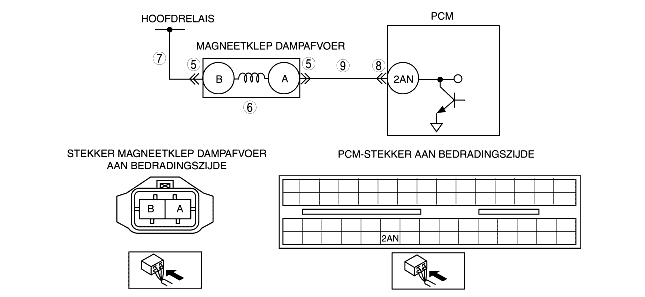 HOOFDRELAIS
PCM
MAGNEETKLEP DAMPAFVOER
7
5
B
A
5
9
8
2AN
6
STEKKER MAGNEETKLEP DAMPAFVOER
AAN BEDRADINGSZIJDE
PCM-STEKKER AAN BEDRADINGSZIJDE
B
A
2AN